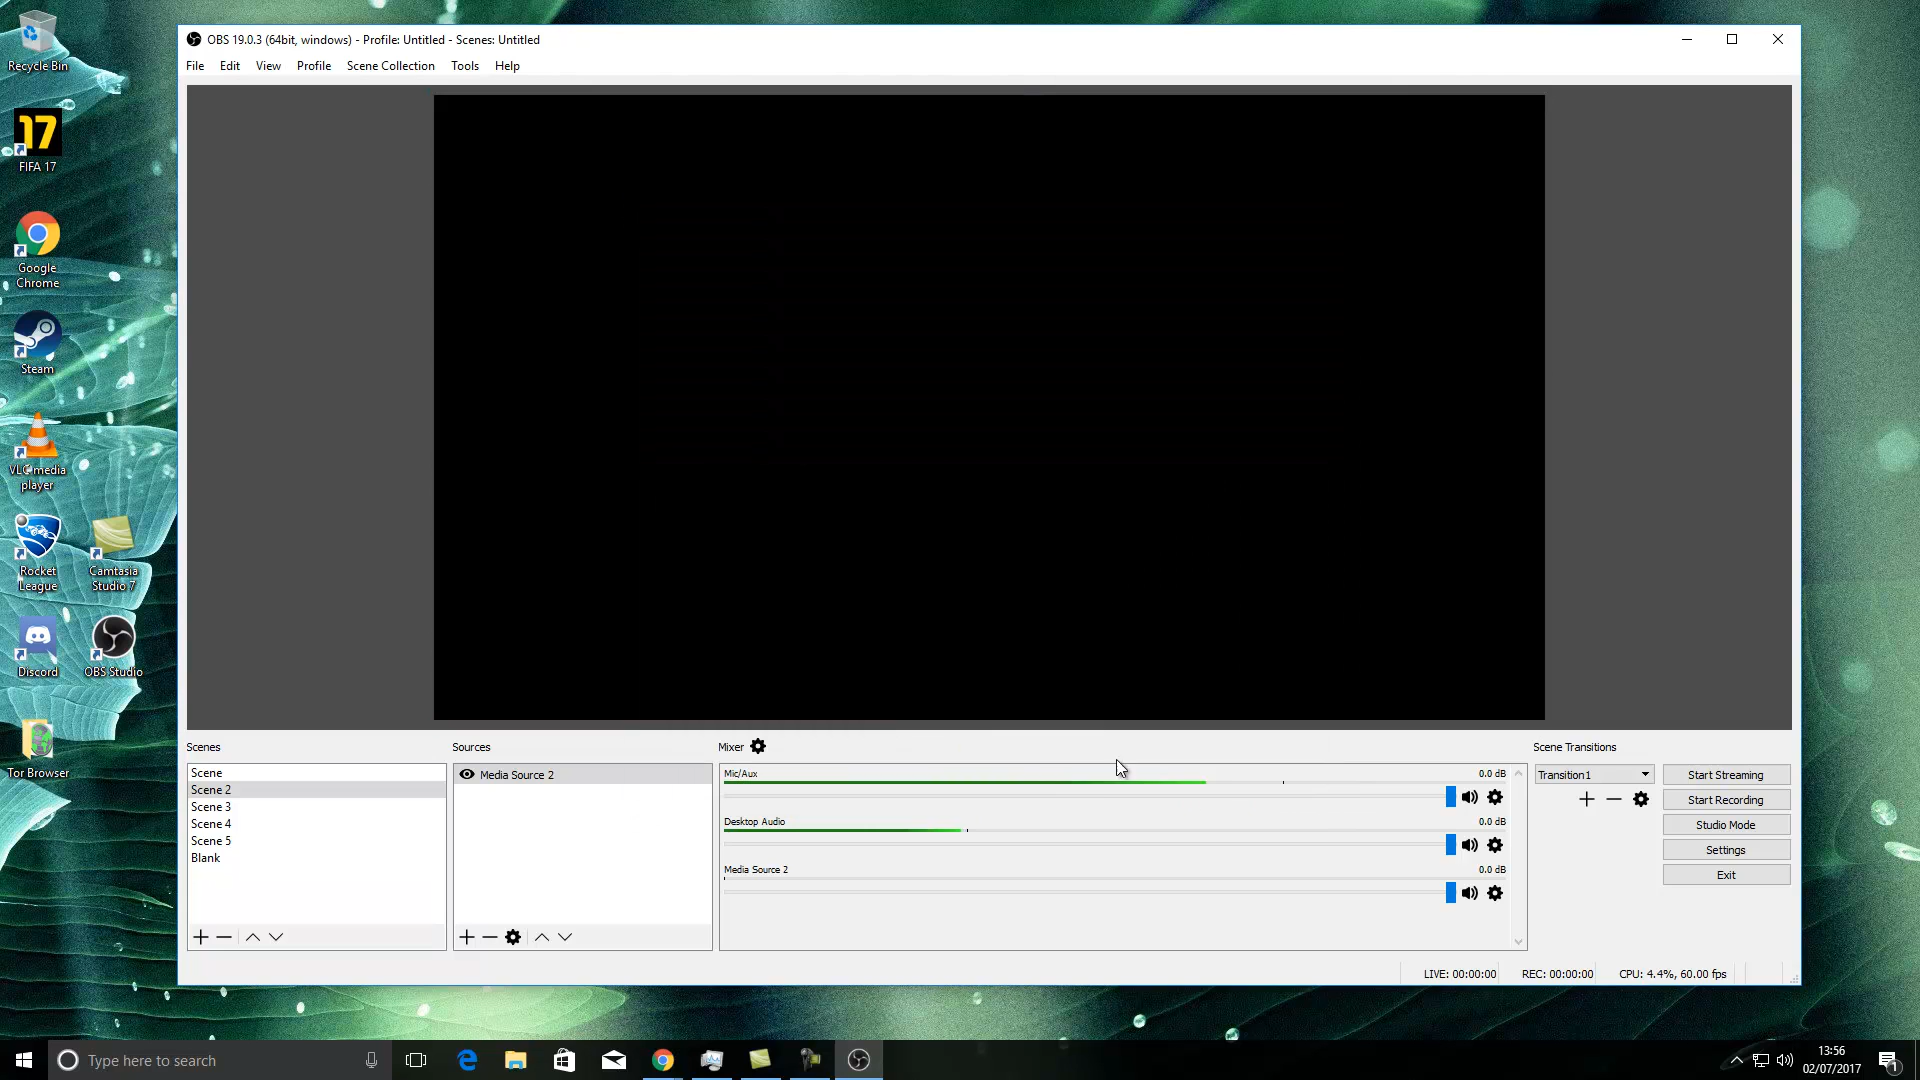 OBS 19.0.3 (64bit, windows) - Profile: Untitled - Scenes: Untitled
File Edit View Profile Scene Collection Tools Help
Recycle Bin
17
FIFA 17
Google
Chrome
Steam
VLC media
player
Rocket
League
Camtasia
Studio 7
Discord
OBS Studio
Tor Browser
Scenes
Scene
Scene 2
Scene 3
Scene 4
Scene 5
Blank
Sources
Media Source 2
Mixer
Mic/Aux 0.0 dB
Desktop Audio 0.0 dB
Media Source 2 0.0 dB
Scene Transitions
Transition1
Start Streaming
Start Recording
Studio Mode
Settings
Exit
LIVE: 00:00:00 REC: 00:00:00 CPU: 4.4%, 60.00 fps
Type here to search
13:56
02/07/2017
1